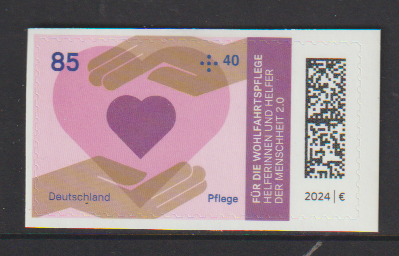 85
+ 40
FÜR DIE WOHLFAHRTSPFLEGE
HELFERINNEN UND HELFER
DER MENSCHHEIT 2.0
Deutschland
Pflege
2024 | €